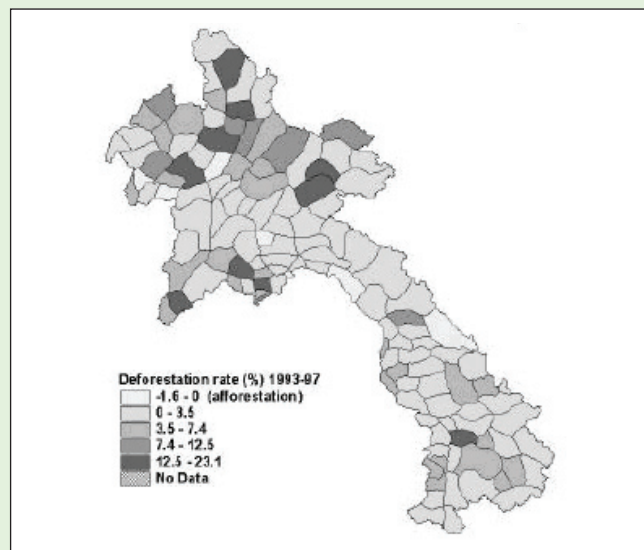 Deforestation rate (%) 1993-97
-1.6 - 0 (afforestation)
0 - 3.5
3.5 - 7.4
7.4 - 12.5
12.5 - 23.1
No Data